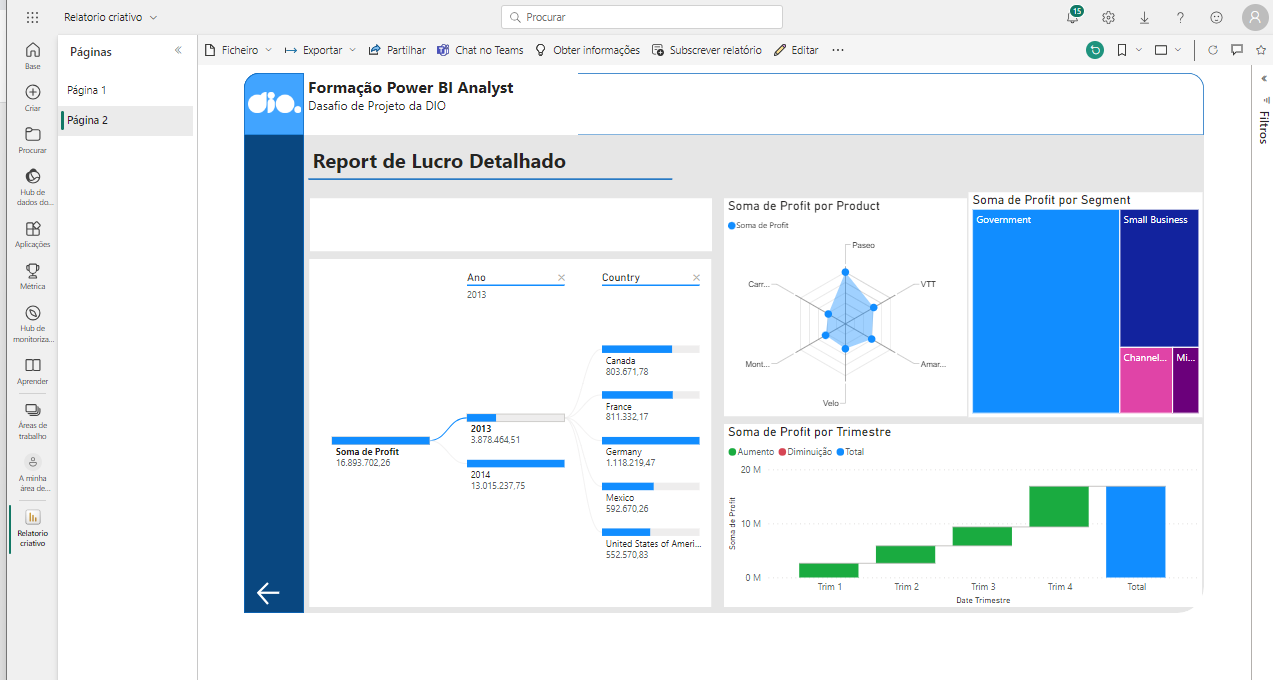 Relatorio criativo
Procurar
15
Páginas
Página 1
Página 2
Base
Criar
Procurar
Hub de
dados do...
Aplicações
Métrica
Hub de
monitoriza...
Aprender
Áreas de
trabalho
A minha
área de...
Relatorio
criativo
Ficheiro
Exportar
Partilhar
Chat no Teams
Obter informações
Subscrever relatório
Editar
...
Filtros
dio.
Formação Power BI Analyst
Dasafio de Projeto da DIO
Report de Lucro Detalhado
Ano
2013
Country
Soma de Profit
16.893.702,26
2013
3.878.464,51
2014
13.015.237,75
Canada
803.671,78
France
811.332,17
Germany
1.118.219,47
Mexico
592.670,26
United States of Ameri...
552.570,83
Soma de Profit por Product
Soma de Profit
Paseo
VTT
Amar...
Velo
Mont...
Carr...
Soma de Profit por Segment
Government
Small Business
Channel...
Mi...
Soma de Profit por Trimestre
Aumento
Diminuição
Total
Soma de Profit
20 M
10 M
0 M
Trim 1
Trim 2
Trim 3
Trim 4
Total
Date Trimestre